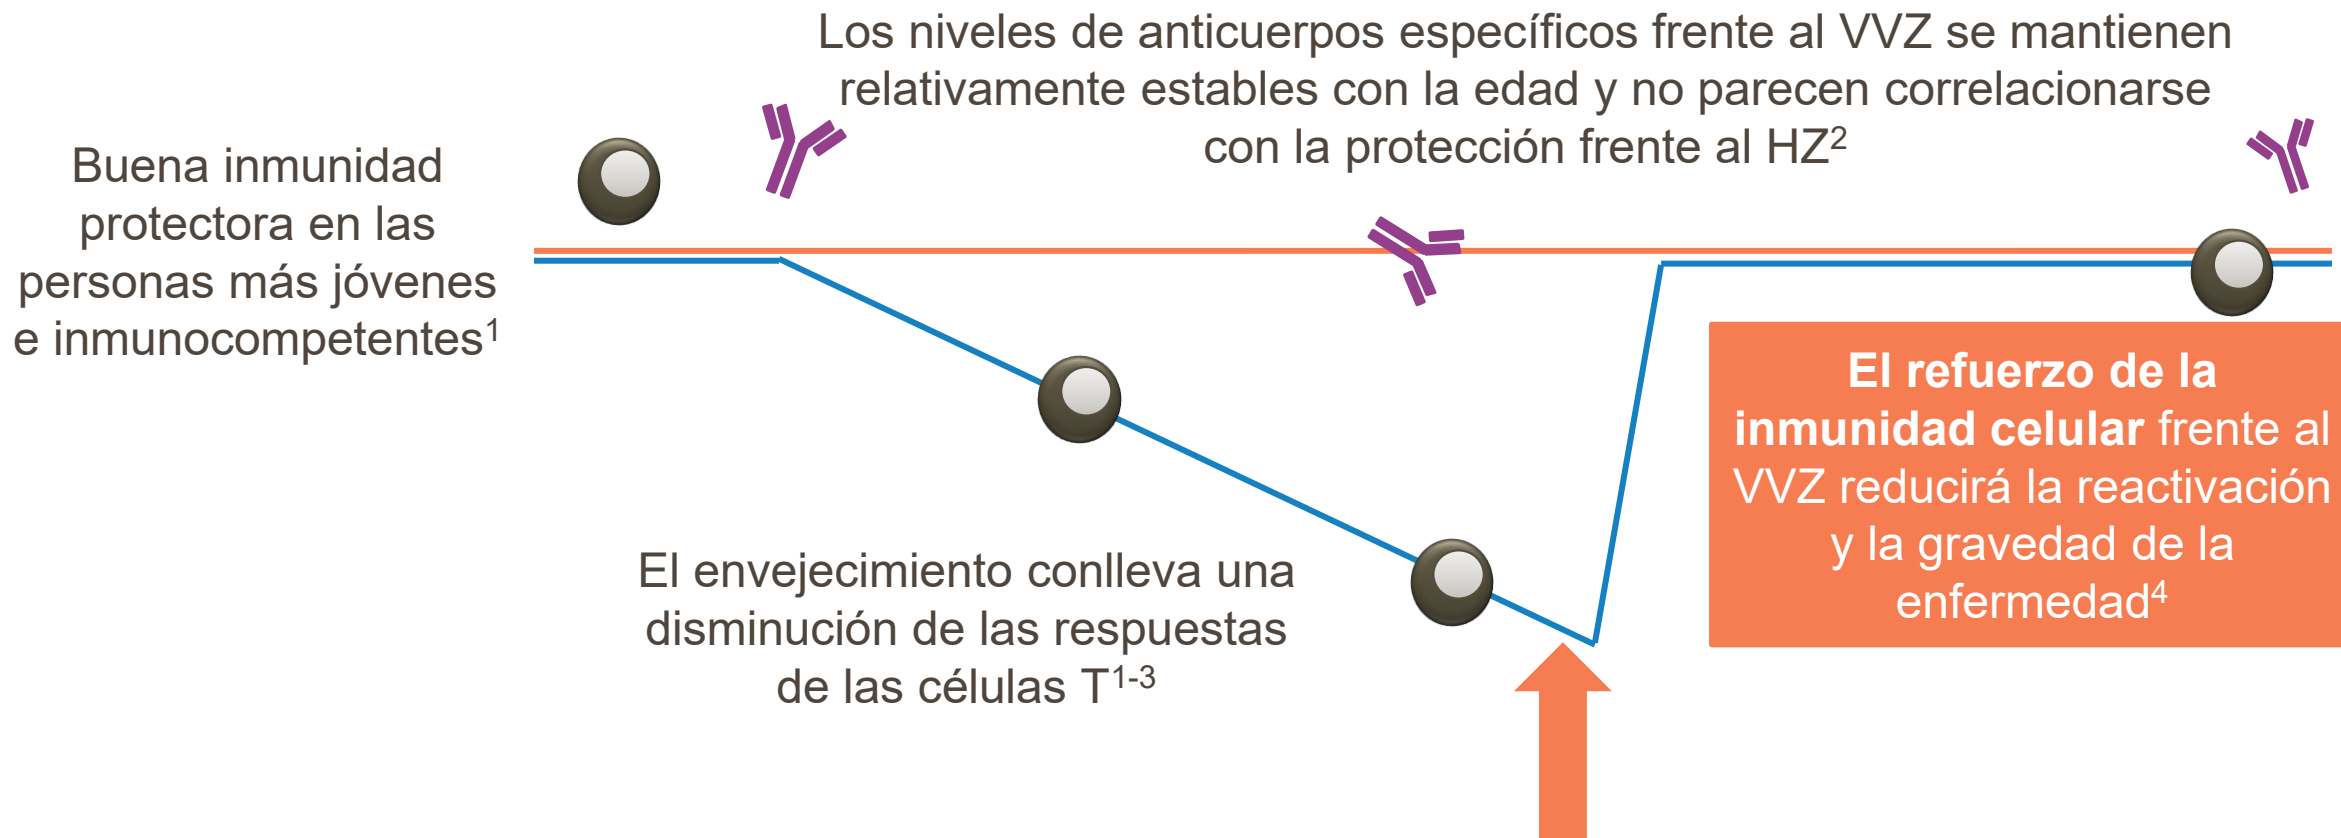 Los niveles de anticuerpos específicos frente al VVZ se mantienen
relativamente estables con la edad y no parecen correlacionarse
con la protección frente al HZ²
Buena inmunidad
protectora en las
personas más jóvenes
e inmunocompetentes¹
El envejecimiento conlleva una
disminución de las respuestas
de las células T¹⁻³
El refuerzo de la
inmunidad celular frente al
VVZ reducirá la reactivación
y la gravedad de la
enfermedad⁴